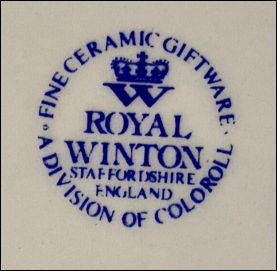 FINE CERAMIC GIFTWARE
W
ROYAL
WINTON
STAFFORDSHIRE
ENGLAND
A DIVISION OF COLOROLL